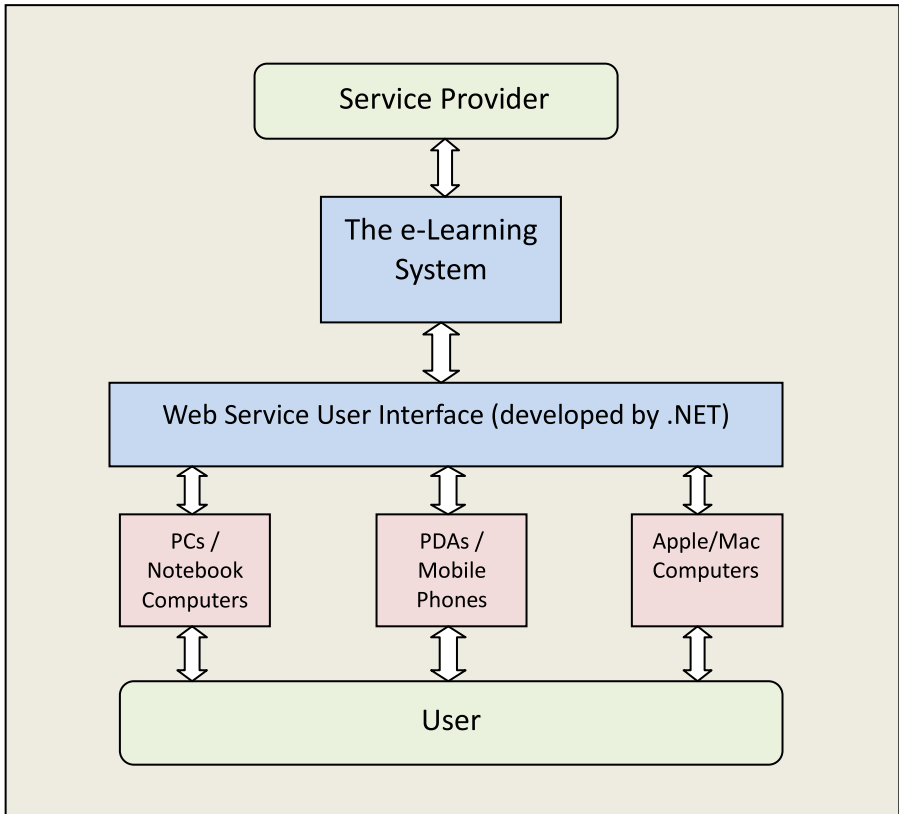 Service Provider
The e-Learning
System
Web Service User Interface (developed by .NET)
PCs /
Notebook
Computers
PDAs /
Mobile
Phones
Apple/Mac
Computers
User